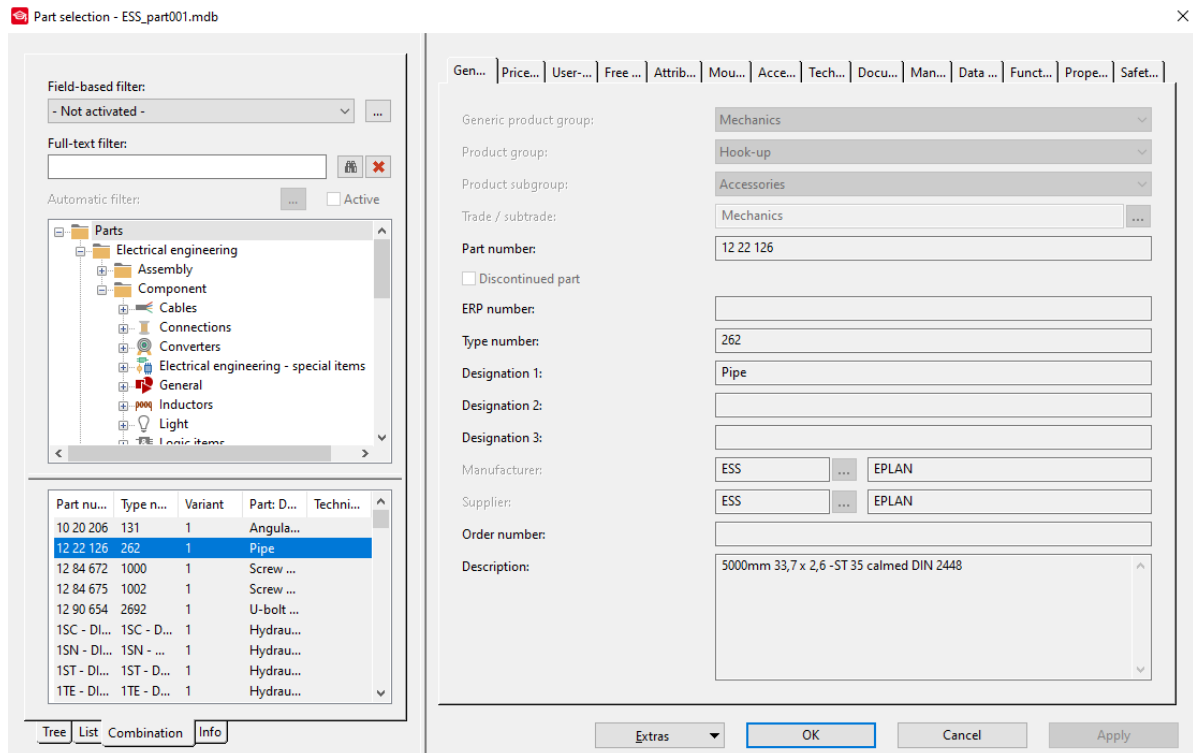 Part selection - ESS_part001.mdb
Field-based filter:
- Not activated -
...
Full-text filter:
Automatic filter:
...
Active
Parts
Electrical engineering
Assembly
Component
Cables
Connections
Converters
Electrical engineering - special items
General
Inductors
Light
Logic items
Part nu... Type n... Variant Part: D... Techni...
10 20 206 131 1 Angula...
12 22 126 262 1 Pipe
12 84 672 1000 1 Screw ...
12 84 675 1002 1 Screw ...
12 90 654 2692 1 U-bolt ...
1SC - DI... 1SC - D... 1 Hydrau...
1SN - DI... 1SN - ... 1 Hydrau...
1ST - DI... 1ST - D... 1 Hydrau...
1TE - DI... 1TE - D... 1 Hydrau...
Tree List Combination Info
Gen... Price... User-... Free ... Attrib... Mou... Acce... Tech... Docu... Man... Data ... Funct... Prope... Safet...
Generic product group: Mechanics
Product group: Hook-up
Product subgroup: Accessories
Trade / subtrade: Mechanics ...
Part number: 12 22 126
Discontinued part
ERP number:
Type number: 262
Designation 1: Pipe
Designation 2:
Designation 3:
Manufacturer: ESS ... EPLAN
Supplier: ESS ... EPLAN
Order number:
Description: 5000mm 33,7 x 2,6 -ST 35 calmed DIN 2448
Extras OK Cancel Apply